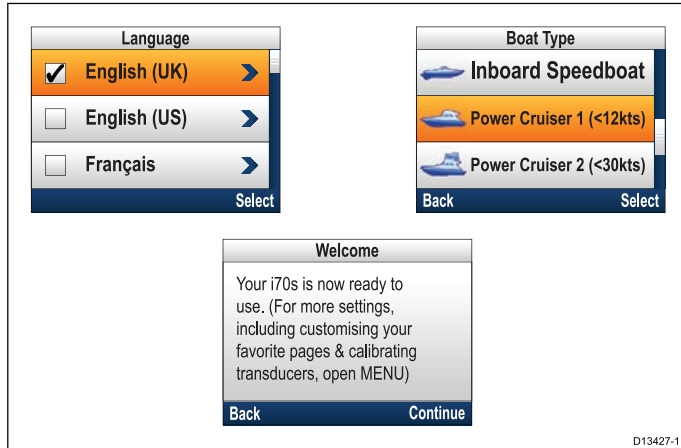 Language
English (UK)
English (US)
Français
Select
Boat Type
Inboard Speedboat
Power Cruiser 1 (<12kts)
Power Cruiser 2 (<30kts)
Back Select
Welcome
Your i70s is now ready to
use. (For more settings,
including customising your
favorite pages & calibrating
transducers, open MENU)
Back Continue
D13427-1